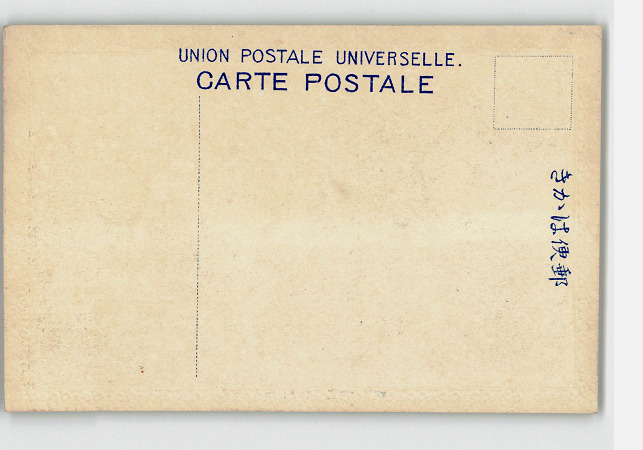 UNION POSTALE UNIVERSELLE.
CARTE POSTALE
きかは便郵